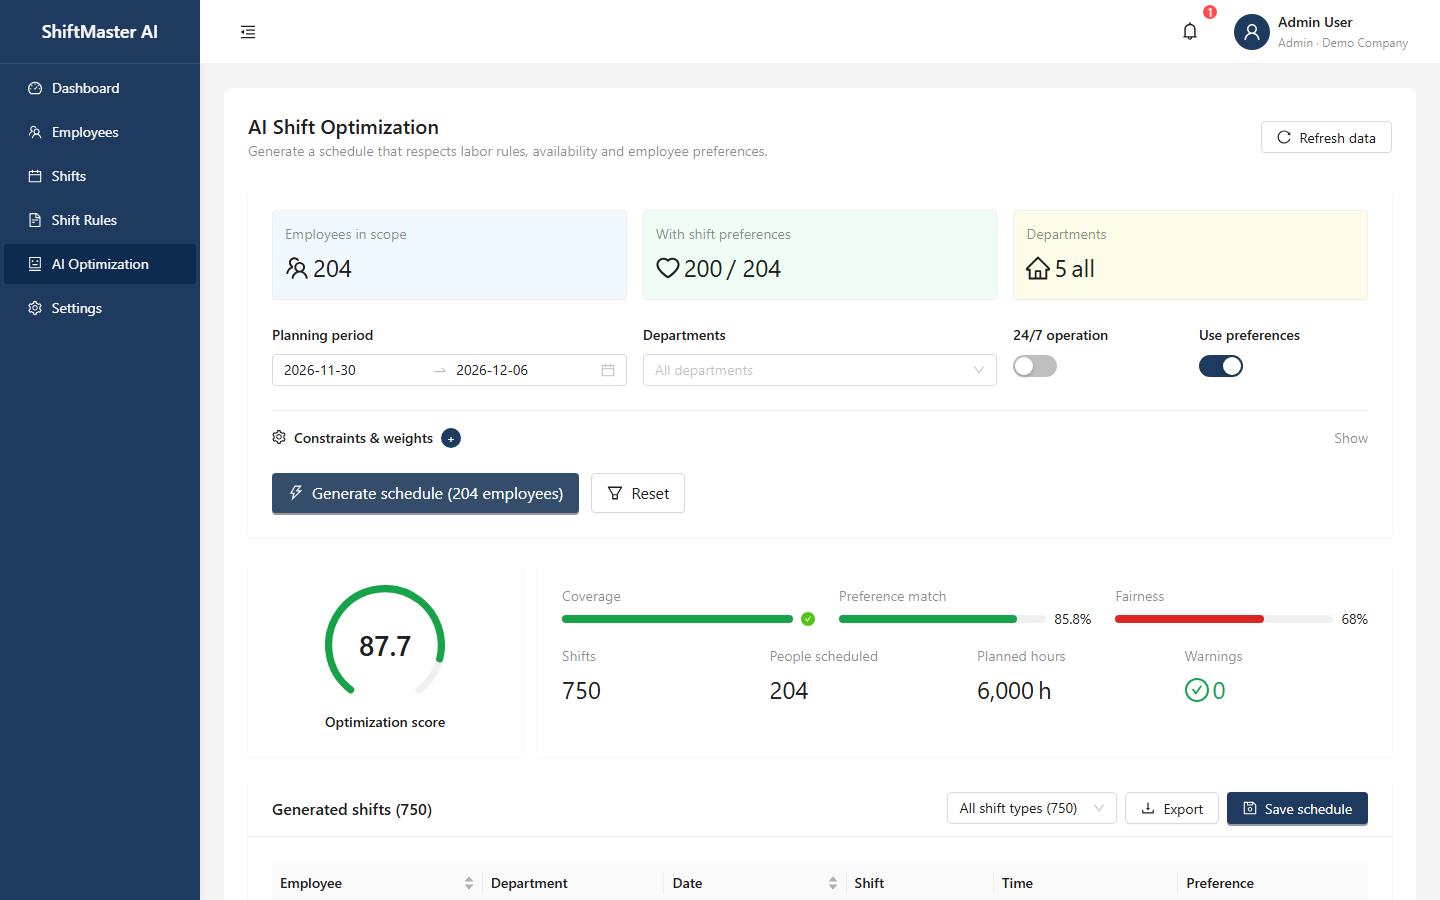 ShiftMaster AI
1
Admin User
Admin · Demo Company
Dashboard
Employees
Shifts
Shift Rules
AI Optimization
Settings
AI Shift Optimization
Generate a schedule that respects labor rules, availability and employee preferences.
Refresh data
Employees in scope
204
With shift preferences
200 / 204
Departments
5 all
Planning period
2026-11-30 → 2026-12-06
Departments
All departments
24/7 operation
Use preferences
Constraints & weights +
Show
Generate schedule (204 employees)
Reset
87.7
Optimization score
Coverage
Preference match
85.8%
Fairness
68%
Shifts
750
People scheduled
204
Planned hours
6,000 h
Warnings
0
Generated shifts (750)
All shift types (750)
Export
Save schedule
Employee Department Date Shift Time Preference